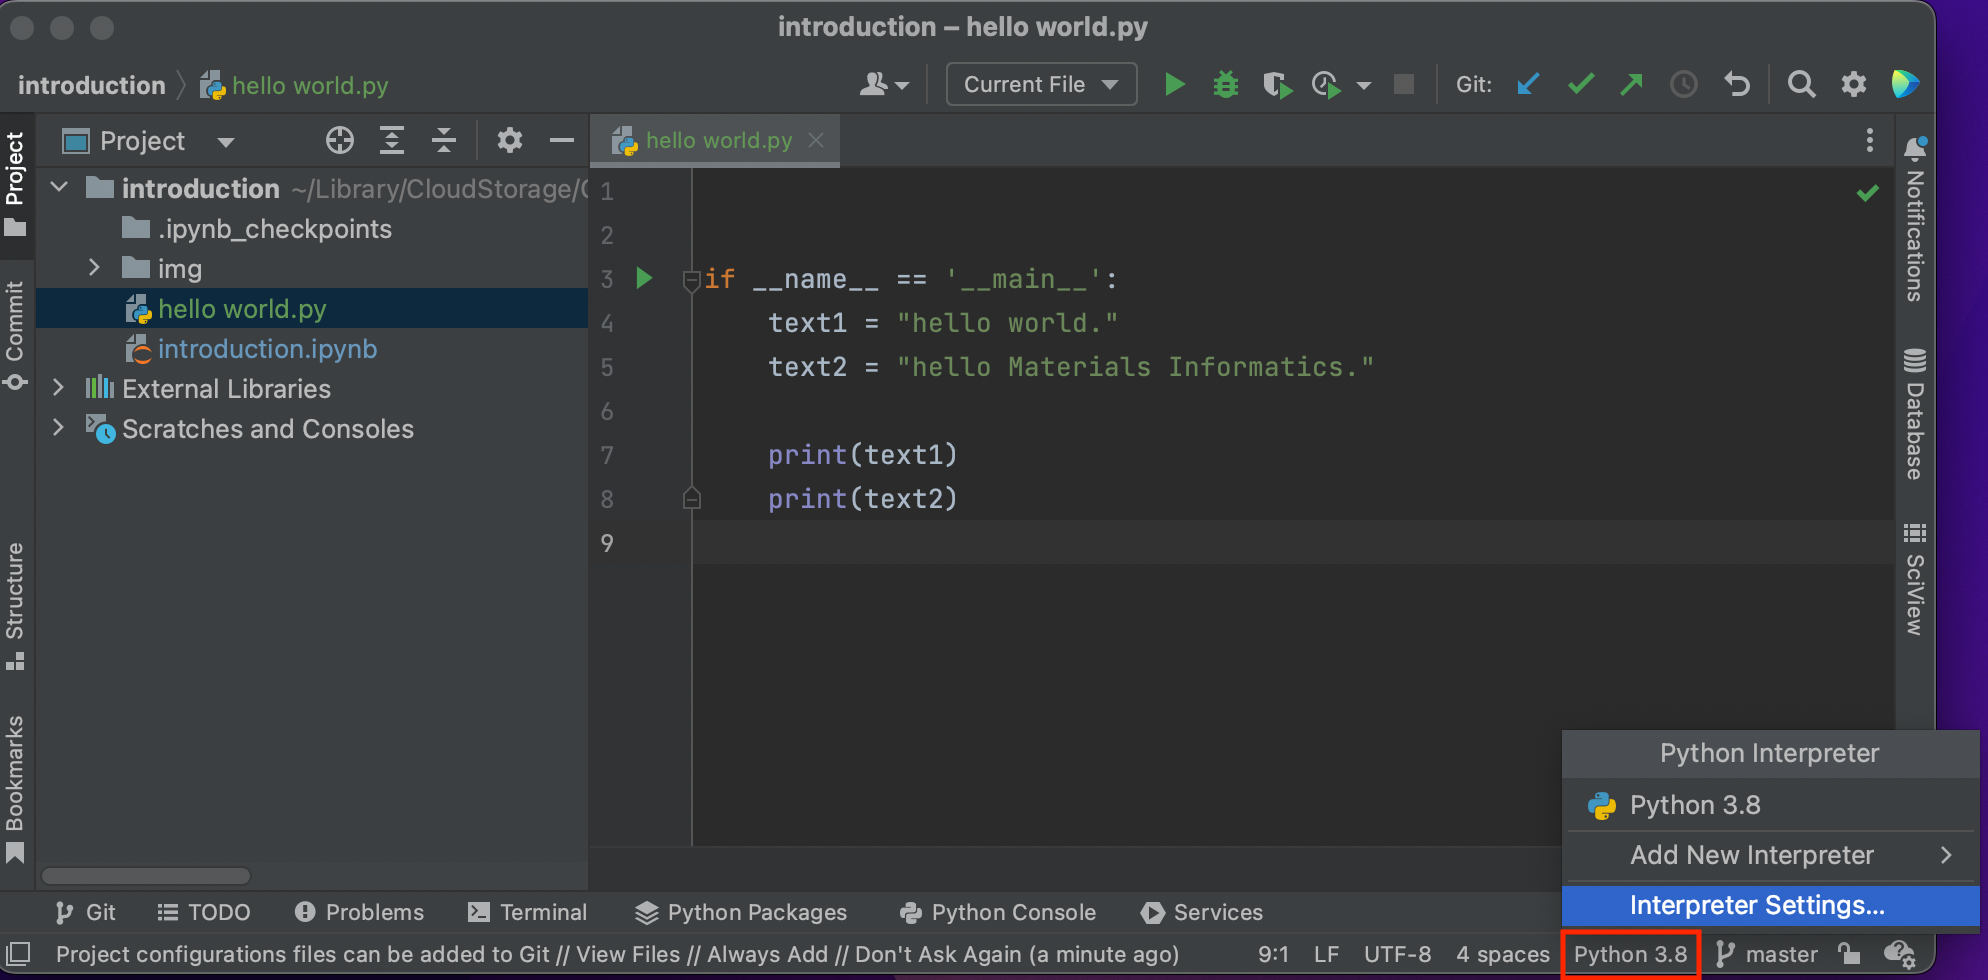 introduction – hello world.py
introduction hello world.py
Current File
Git:
Project
hello world.py
Project
introduction ~/Library/CloudStorage/
.ipynb_checkpoints
img
hello world.py
introduction.ipynb
External Libraries
Scratches and Consoles
Commit
Structure
Bookmarks
1
2
3 if __name__ == '__main__':
4 text1 = "hello world."
5 text2 = "hello Materials Informatics."
6
7 print(text1)
8 print(text2)
9
Notifications
Database
SciView
Python Interpreter
Python 3.8
Add New Interpreter
Interpreter Settings...
Git TODO Problems Terminal Python Packages Python Console Services
Project configurations files can be added to Git // View Files // Always Add // Don't Ask Again (a minute ago) 9:1 LF UTF-8 4 spaces Python 3.8 master